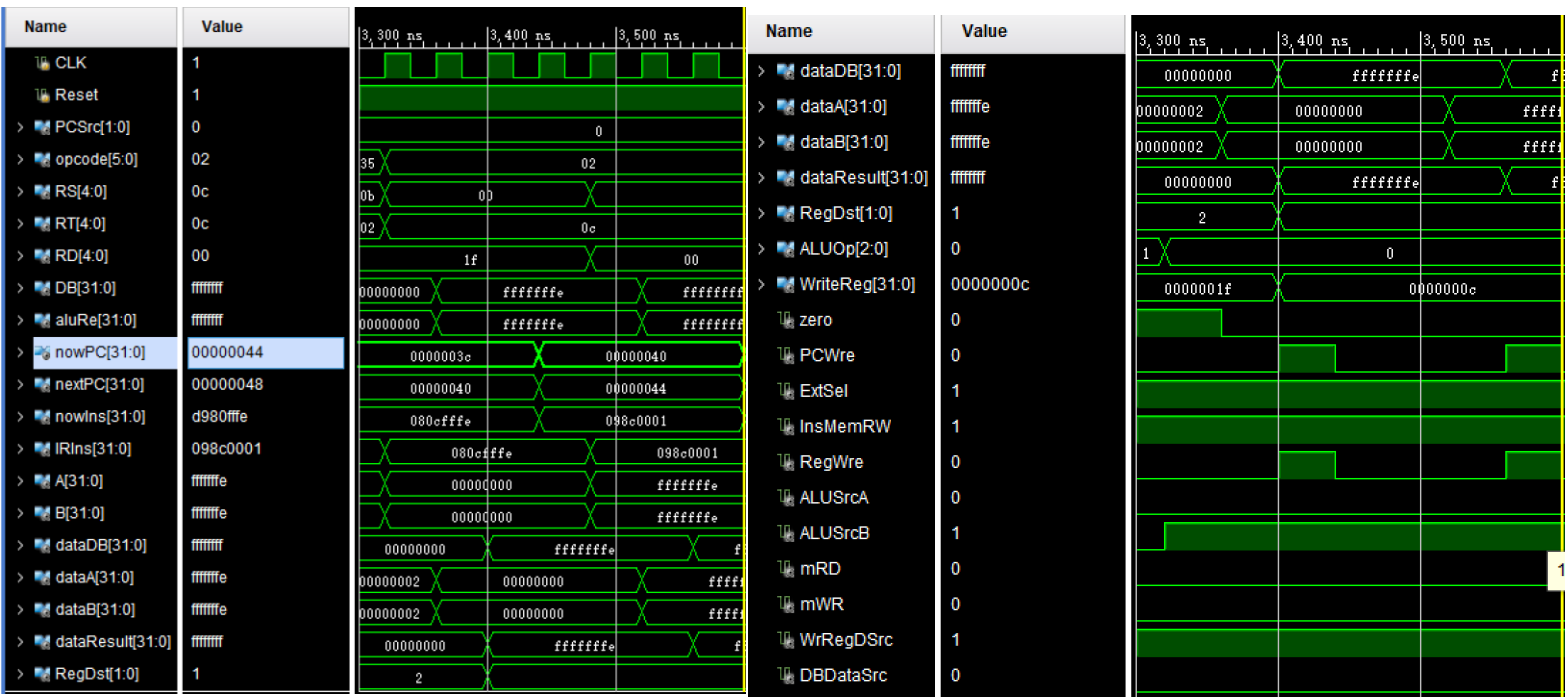 Name Value 3,300 ns 3,400 ns 3,500 ns
CLK 1
Reset 1
> PCSrc[1:0] 0 0
> opcode[5:0] 02 35 02
> RS[4:0] 0c 0b 00
> RT[4:0] 0c 02 0c
> RD[4:0] 00 1f 00
> DB[31:0] ffffffff 00000000 fffffffe ffffffff
> aluRe[31:0] ffffffff 00000000 fffffffe ffffffff
> nowPC[31:0] 00000044 0000003c 00000040
> nextPC[31:0] 00000048 00000040 00000044
> nowIns[31:0] d980fffe 080cfffe 098c0001
> IRIns[31:0] 098c0001 080cfffe 098c0001
> A[31:0] fffffffe 00000000 fffffffe
> B[31:0] fffffffe 00000000 fffffffe
> dataDB[31:0] ffffffff 00000000 fffffffe f
> dataA[31:0] fffffffe 00000002 00000000 fffff
> dataB[31:0] fffffffe 00000002 00000000 fffff
> dataResult[31:0] ffffffff 00000000 fffffffe f
> RegDst[1:0] 1 2
Name Value 3,300 ns 3,400 ns 3,500 ns
> dataDB[31:0] ffffffff 00000000 fffffffe f
> dataA[31:0] fffffffe 00000002 00000000 fffff
> dataB[31:0] fffffffe 00000002 00000000 fffff
> dataResult[31:0] ffffffff 00000000 fffffffe f
> RegDst[1:0] 1 2
> ALUOp[2:0] 0 1 0
> WriteReg[31:0] 0000000c 0000001f 0000000c
zero 0
PCWre 0
ExtSel 1
InsMemRW 1
RegWre 0
ALUSrcA 0
ALUSrcB 1
mRD 0 1
mWR 0
WrRegDSrc 1
DBDataSrc 0